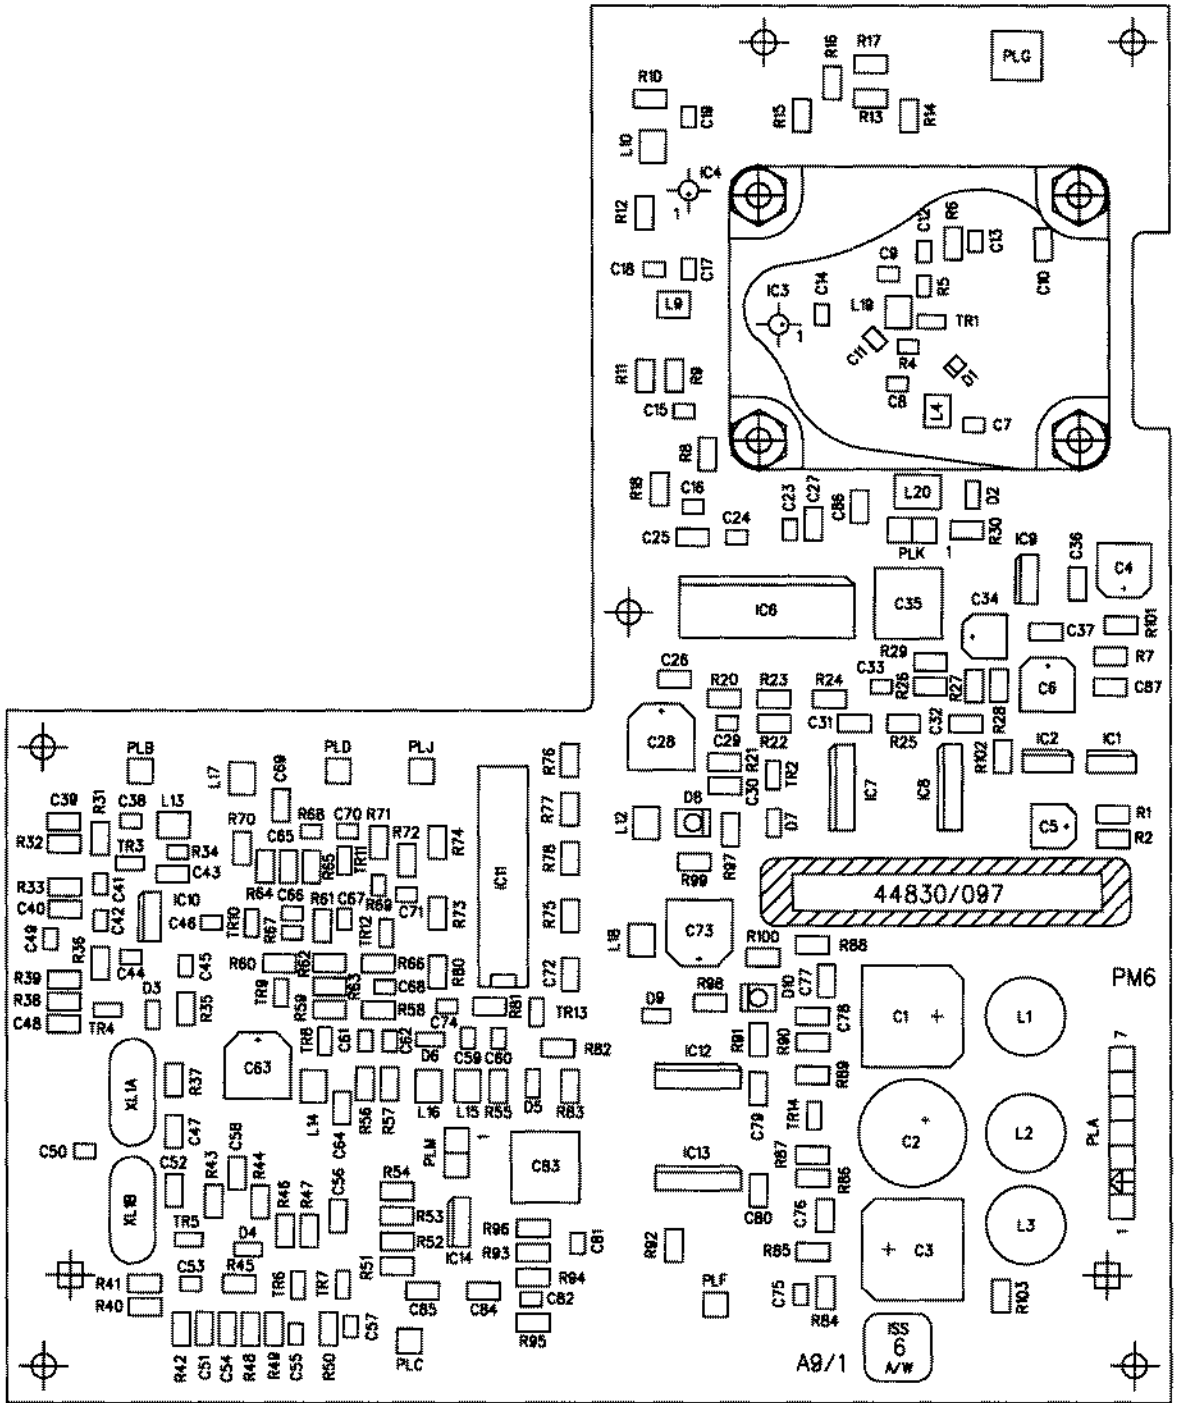 R16
R17
PLG
R10
C19
R15
R13
R14
L10
IC4
1
R12
C12
R6
C13
C10
C18
C17
C9
C14
R5
L9
IC3
L19
TR1
1
C11
R4
D1
R11
R9
C8
C15
L4
C7
R8
R18
C16
C23
C27
C86
L20
D2
C25
C24
R30
PLK
1
IC9
C36
C4
IC6
C35
C34
C37
R101
R29
R7
C26
C33
R20
R23
R24
R26
R27
R28
C6
C87
C28
C29
R22
C31
R25
C32
R102
IC2
IC1
R21
C30
TR2
IC7
IC8
PLB
PLD
PLJ
R76
L17
C69
D8
D7
C5
R1
R2
C39
R31
C38
L13
R68
C70
R71
R72
R74
R77
L12
R97
R32
TR3
R34
R70
C65
R65
TR11
R78
R99
C43
R64
C66
R69
IC11
44830/097
R33
C41
IC10
C40
C42
C46
TR10
R67
R61
C67
TR12
C71
R73
R75
C73
L18
R100
R88
C49
R36
C44
C45
R60
R62
R66
R80
C72
R39
D3
TR9
R63
C68
R98
D10
C77
PM6
R38
C48
TR4
R35
R59
R58
C74
R81
TR13
D9
C78
C1
L1
7
TR8
C61
C62
D6
C59
C60
R82
R91
R90
C63
IC12
R89
XL1A
R37
L14
C64
R56
R57
L16
L15
R55
D5
R83
C79
TR14
C2
L2
PLA
C47
C50
C58
PLM
1
C83
R87
C52
R43
R44
R54
IC13
R86
XL1B
R46
R47
C56
R53
C80
C76
TR5
D4
R52
IC14
R96
R93
C81
R92
R85
C3
L3
1
R41
C53
R45
TR6
TR7
R51
R94
PLF
R40
C85
C84
C82
C75
R84
R103
R42
C51
C54
R48
R49
C55
R50
C57
PLC
R95
A9/1
ISS
6
A/W